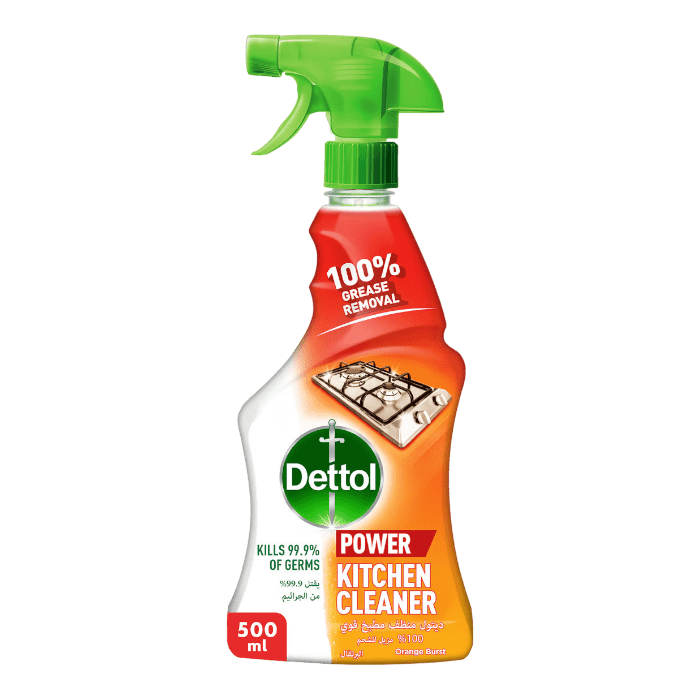 100%
GREASE
REMOVAL
Dettol
KILLS 99.9%
OF GERMS
يقتل 99.9%
من الجراثيم
POWER
KITCHEN
CLEANER
ديتول منظف مطبخ قوي
100%
البرتقال
Orange Burst
500
ml